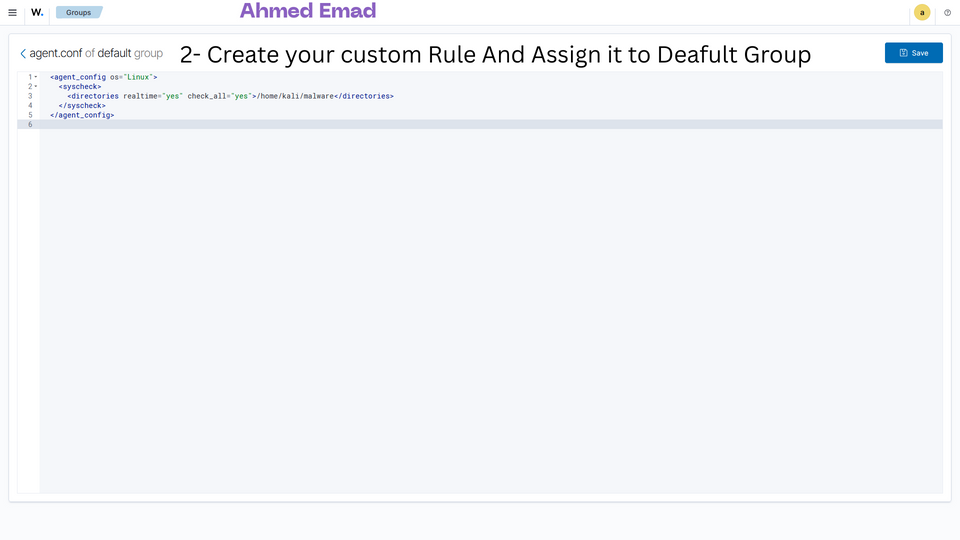 Ahmed Emad
W. Groups a
agent.conf of default group 2- Create your custom Rule And Assign it to Deafult Group Save
1 <agent_config os="Linux">
2 <syscheck>
3 <directories realtime="yes" check_all="yes">/home/kali/malware</directories>
4 </syscheck>
5 </agent_config>
6